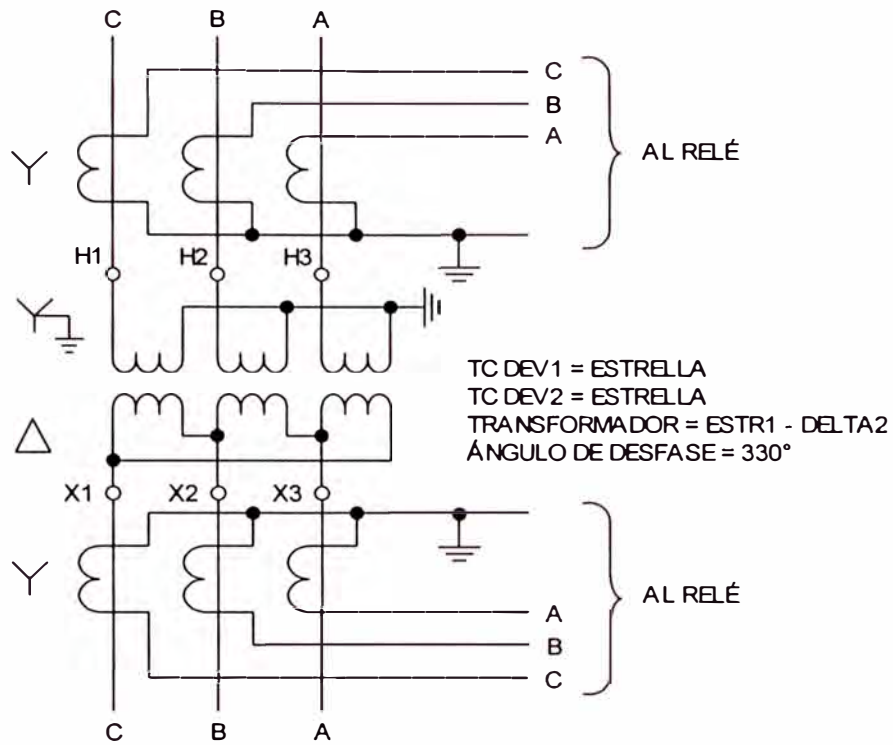 C B A
C
B
A
AL RELÉ
H1 H2 H3
TC DEV1 = ESTRELLA
TC DEV2 = ESTRELLA
TRANSFORMADOR = ESTR1 - DELTA2
ÁNGULO DE DESFASE = 330°
X1 X2 X3
A
B
C
AL RELÉ
C B A